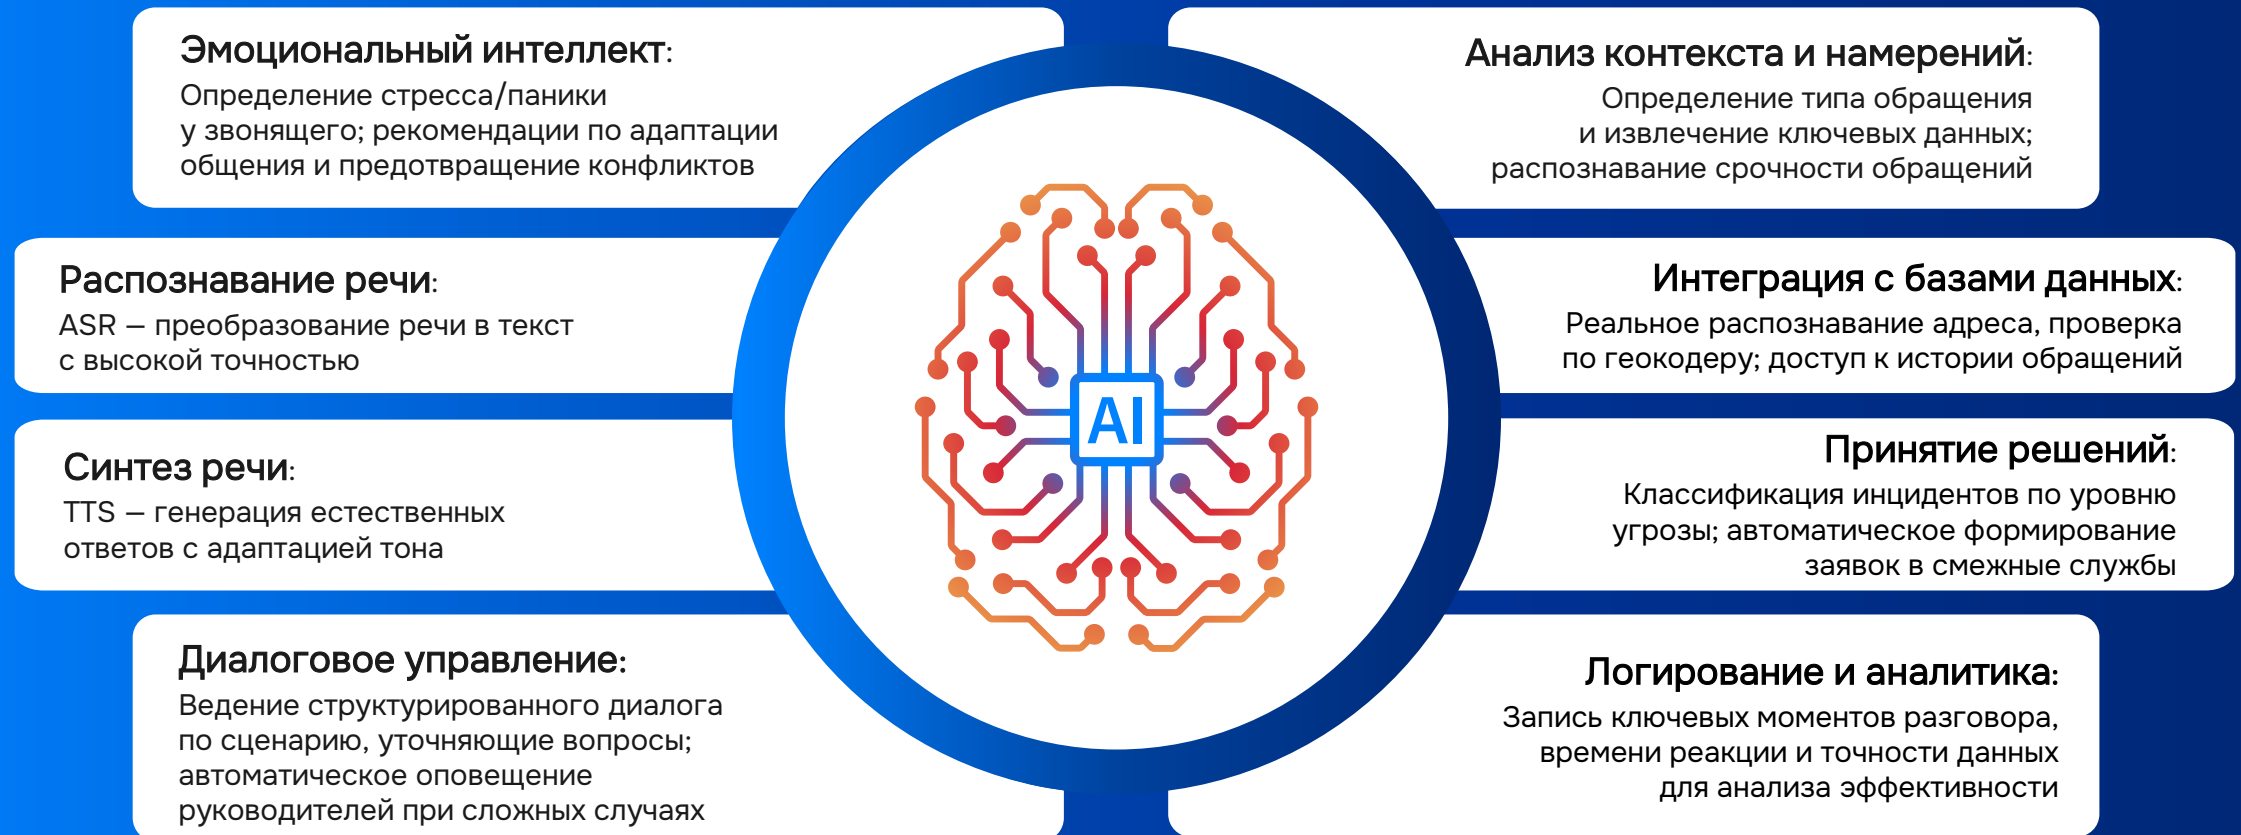 Эмоциональный интеллект:
Определение стресса/паники
у звонящего; рекомендации по адаптации
общения и предотвращение конфликтов
Распознавание речи:
ASR — преобразование речи в текст
с высокой точностью
Синтез речи:
TTS — генерация естественных
ответов с адаптацией тона
Диалоговое управление:
Ведение структурированного диалога
по сценарию, уточняющие вопросы;
автоматическое оповещение
руководителей при сложных случаях
AI
Анализ контекста и намерений:
Определение типа обращения
и извлечение ключевых данных;
распознавание срочности обращений
Интеграция с базами данных:
Реальное распознавание адреса, проверка
по геокодеру; доступ к истории обращений
Принятие решений:
Классификация инцидентов по уровню
угрозы; автоматическое формирование
заявок в смежные службы
Логирование и аналитика:
Запись ключевых моментов разговора,
времени реакции и точности данных
для анализа эффективности